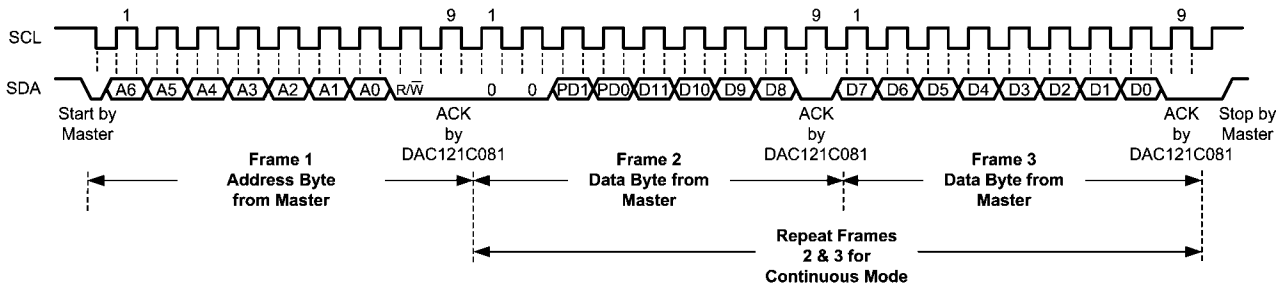 1 9 1 9 1 9
SCL
SDA A6 A5 A4 A3 A2 A1 A0 R/W̅ 0 0 PD1 PD0 D11 D10 D9 D8 D7 D6 D5 D4 D3 D2 D1 D0
Start by
Master
ACK
by
DAC121C081
ACK
by
DAC121C081
ACK
by
DAC121C081
Stop by
Master
Frame 1
Address Byte
from Master
Frame 2
Data Byte from
Master
Frame 3
Data Byte from
Master
Repeat Frames
2 & 3 for
Continuous Mode